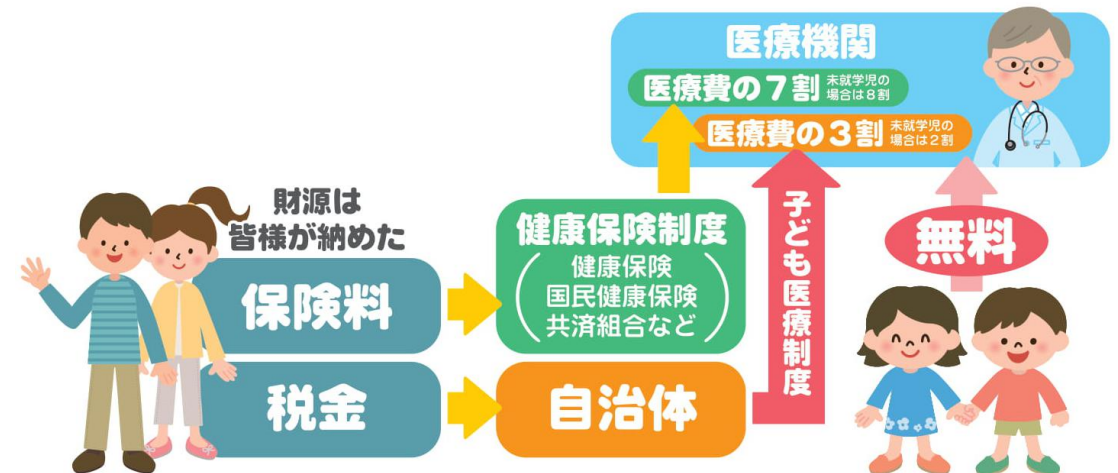 医療機関
医療費の7割 未就学児の
場合は8割
医療費の3割 未就学児の
場合は2割
財源は
皆様が納めた
保険料
税金
健康保険制度
(健康保険
国民健康保険
共済組合など)
自治体
子ども医療制度
無料